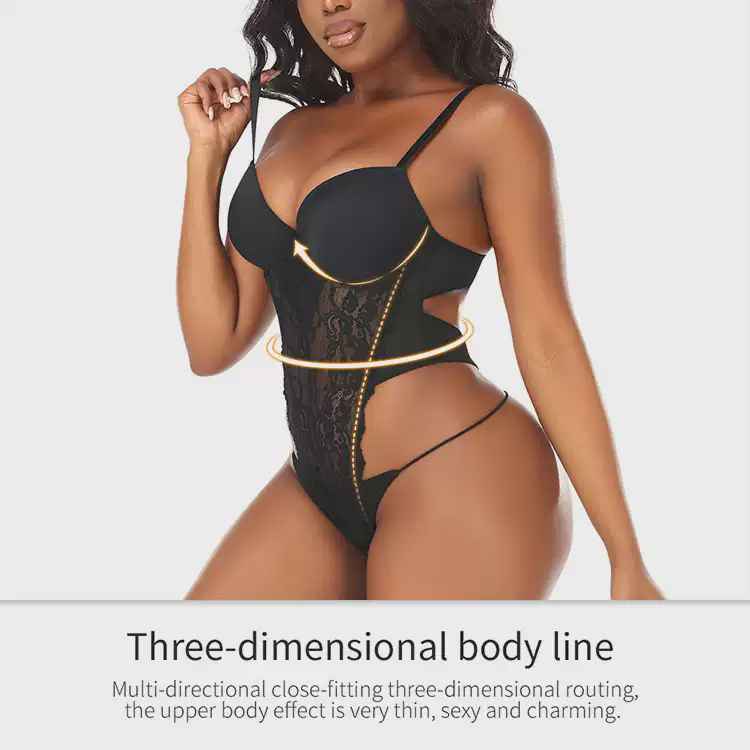 Three-dimensional body line
Multi-directional close-fitting three-dimensional routing,
the upper body effect is very thin, sexy and charming.